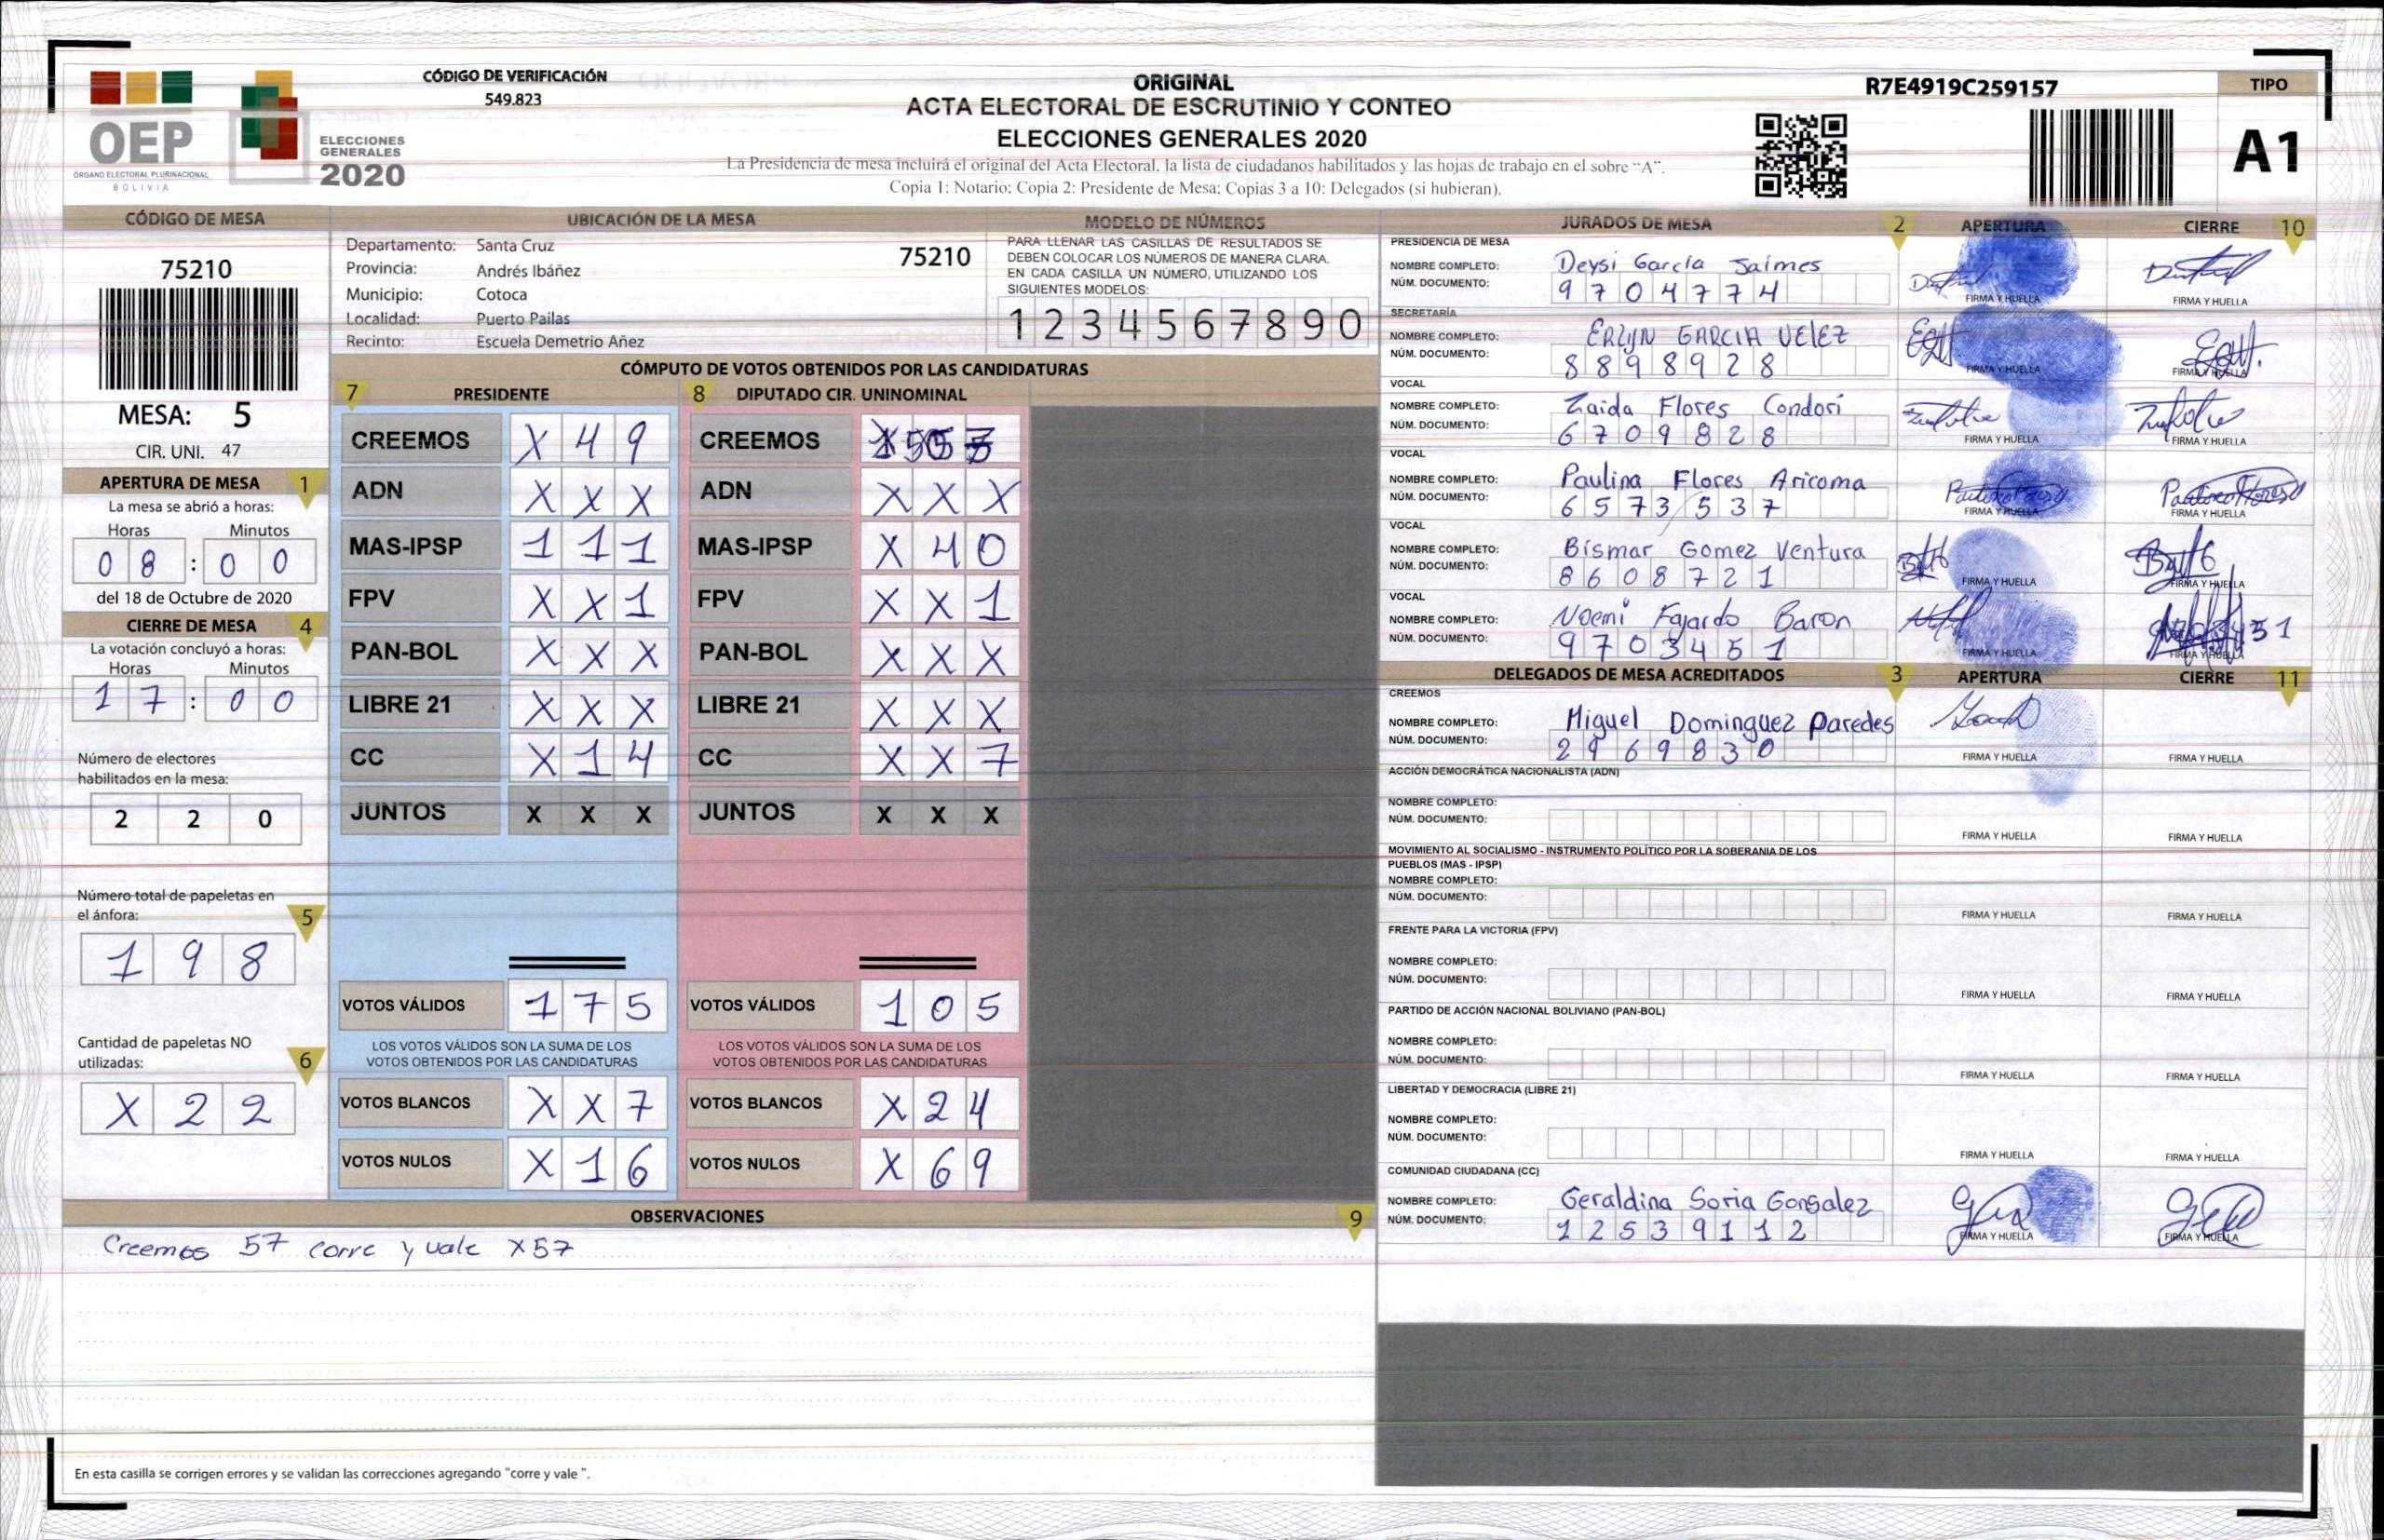 CÓDIGO DE VERIFICACIÓN
549.823
OEP
ÓRGANO ELECTORAL PLURINACIONAL
BOLIVIA
ELECCIONES
GENERALES
2020
ORIGINAL
ACTA ELECTORAL DE ESCRUTINIO Y CONTEO
ELECCIONES GENERALES 2020
La Presidencia de mesa incluirá el original del Acta Electoral, la lista de ciudadanos habilitados y las hojas de trabajo en el sobre "A".
Copia 1: Notario; Copia 2: Presidente de Mesa; Copias 3 a 10: Delegados (si hubieran).
R7E4919C259157
TIPO
A1
CÓDIGO DE MESA
75210
MESA: 5
CIR. UNI. 47
APERTURA DE MESA 1
La mesa se abrió a horas:
Horas Minutos
0 8 : 0 0
del 18 de Octubre de 2020
CIERRE DE MESA 4
La votación concluyó a horas:
Horas Minutos
1 7 : 0 0
Número de electores
habilitados en la mesa:
2 2 0
Número total de papeletas en
el ánfora: 5
1 9 8
Cantidad de papeletas NO
utilizadas: 6
X 2 2
UBICACIÓN DE LA MESA
Departamento: Santa Cruz 75210
Provincia: Andrés Ibáñez
Municipio: Cotoca
Localidad: Puerto Pailas
Recinto: Escuela Demetrio Añez
MODELO DE NÚMEROS
PARA LLENAR LAS CASILLAS DE RESULTADOS SE
DEBEN COLOCAR LOS NÚMEROS DE MANERA CLARA.
EN CADA CASILLA UN NÚMERO, UTILIZANDO LOS
SIGUIENTES MODELOS:
1 2 3 4 5 6 7 8 9 0
CÓMPUTO DE VOTOS OBTENIDOS POR LAS CANDIDATURAS
7 PRESIDENTE
CREEMOS X 4 9
ADN X X X
MAS-IPSP 1 1 1
FPV X X 1
PAN-BOL X X X
LIBRE 21 X X X
CC X 1 4
JUNTOS X X X
VOTOS VÁLIDOS 1 7 5
LOS VOTOS VÁLIDOS SON LA SUMA DE LOS
VOTOS OBTENIDOS POR LAS CANDIDATURAS
VOTOS BLANCOS X X 7
VOTOS NULOS X 1 6
8 DIPUTADO CIR. UNINOMINAL
CREEMOS
ADN X X X
MAS-IPSP X 4 0
FPV X X 1
PAN-BOL X X X
LIBRE 21 X X X
CC X X 7
JUNTOS X X X
VOTOS VÁLIDOS 1 0 5
LOS VOTOS VÁLIDOS SON LA SUMA DE LOS
VOTOS OBTENIDOS POR LAS CANDIDATURAS
VOTOS BLANCOS X 2 4
VOTOS NULOS X 6 9
OBSERVACIONES 9
Creemos 57 corre y vale X57
En esta casilla se corrigen errores y se validan las correcciones agregando "corre y vale ".
JURADOS DE MESA 2 APERTURA CIERRE 10
PRESIDENCIA DE MESA
NOMBRE COMPLETO: Deysi García Jaimes
NÚM. DOCUMENTO: 9 7 0 4 7 7 4
FIRMA Y HUELLA FIRMA Y HUELLA
SECRETARÍA
NOMBRE COMPLETO: ERLYN GARCIA VELEZ
NÚM. DOCUMENTO: 8 8 9 8 9 2 8
FIRMA Y HUELLA FIRMA Y HUELLA
VOCAL
NOMBRE COMPLETO: Zaida Flores Condori
NÚM. DOCUMENTO: 6 7 0 9 8 2 8
FIRMA Y HUELLA FIRMA Y HUELLA
VOCAL
NOMBRE COMPLETO: Paulina Flores Aricoma
NÚM. DOCUMENTO: 6 5 7 3 5 3 7
FIRMA Y HUELLA FIRMA Y HUELLA
VOCAL
NOMBRE COMPLETO: Bismar Gomez Ventura
NÚM. DOCUMENTO: 8 6 0 8 7 2 1
FIRMA Y HUELLA FIRMA Y HUELLA
VOCAL
NOMBRE COMPLETO: Noemi Fajardo Baron
NÚM. DOCUMENTO: 9 7 0 3 4 5 1
FIRMA Y HUELLA FIRMA Y HUELLA
DELEGADOS DE MESA ACREDITADOS 3 APERTURA CIERRE 11
CREEMOS
NOMBRE COMPLETO: Miguel Dominguez Paredes
NÚM. DOCUMENTO: 2 9 6 9 8 3 0
FIRMA Y HUELLA FIRMA Y HUELLA
ACCIÓN DEMOCRÁTICA NACIONALISTA (ADN)
NOMBRE COMPLETO:
NÚM. DOCUMENTO:
FIRMA Y HUELLA FIRMA Y HUELLA
MOVIMIENTO AL SOCIALISMO - INSTRUMENTO POLÍTICO POR LA SOBERANIA DE LOS
PUEBLOS (MAS - IPSP)
NOMBRE COMPLETO:
NÚM. DOCUMENTO:
FIRMA Y HUELLA FIRMA Y HUELLA
FRENTE PARA LA VICTORIA (FPV)
NOMBRE COMPLETO:
NÚM. DOCUMENTO:
FIRMA Y HUELLA FIRMA Y HUELLA
PARTIDO DE ACCIÓN NACIONAL BOLIVIANO (PAN-BOL)
NOMBRE COMPLETO:
NÚM. DOCUMENTO:
FIRMA Y HUELLA FIRMA Y HUELLA
LIBERTAD Y DEMOCRACIA (LIBRE 21)
NOMBRE COMPLETO:
NÚM. DOCUMENTO:
FIRMA Y HUELLA FIRMA Y HUELLA
COMUNIDAD CIUDADANA (CC)
NOMBRE COMPLETO: Geraldina Soria Gonsalez
NÚM. DOCUMENTO: 1 2 5 3 9 1 1 2
FIRMA Y HUELLA FIRMA Y HUELLA